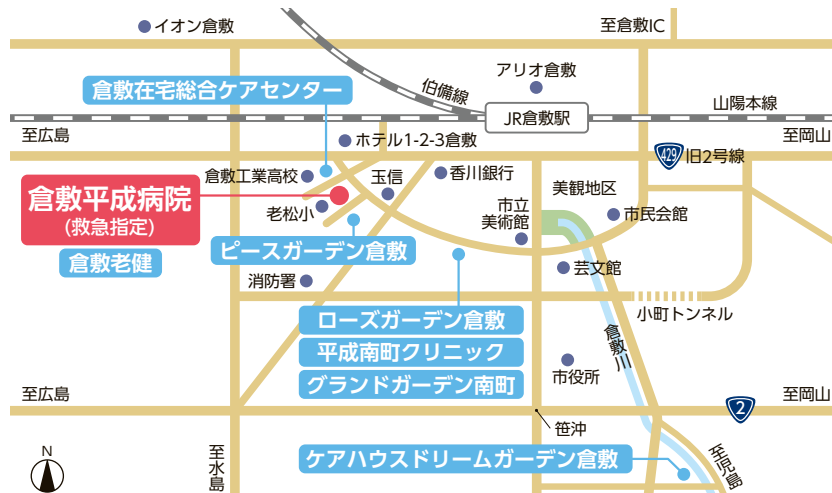 イオン倉敷
至倉敷IC
アリオ倉敷
伯備線
倉敷在宅総合ケアセンター
山陽本線
JR倉敷駅
至広島
ホテル1-2-3倉敷
至岡山
429
旧2号線
倉敷工業高校
玉信
香川銀行
美観地区
倉敷平成病院
(救急指定)
老松小
市立
美術館
市民会館
倉敷老健
ピースガーデン倉敷
芸文館
消防署
小町トンネル
ローズガーデン倉敷
平成南町クリニック
グランドガーデン南町
倉敷川
市役所
至広島
至岡山
2
笹沖
ケアハウスドリームガーデン倉敷
至水島
至児島
N